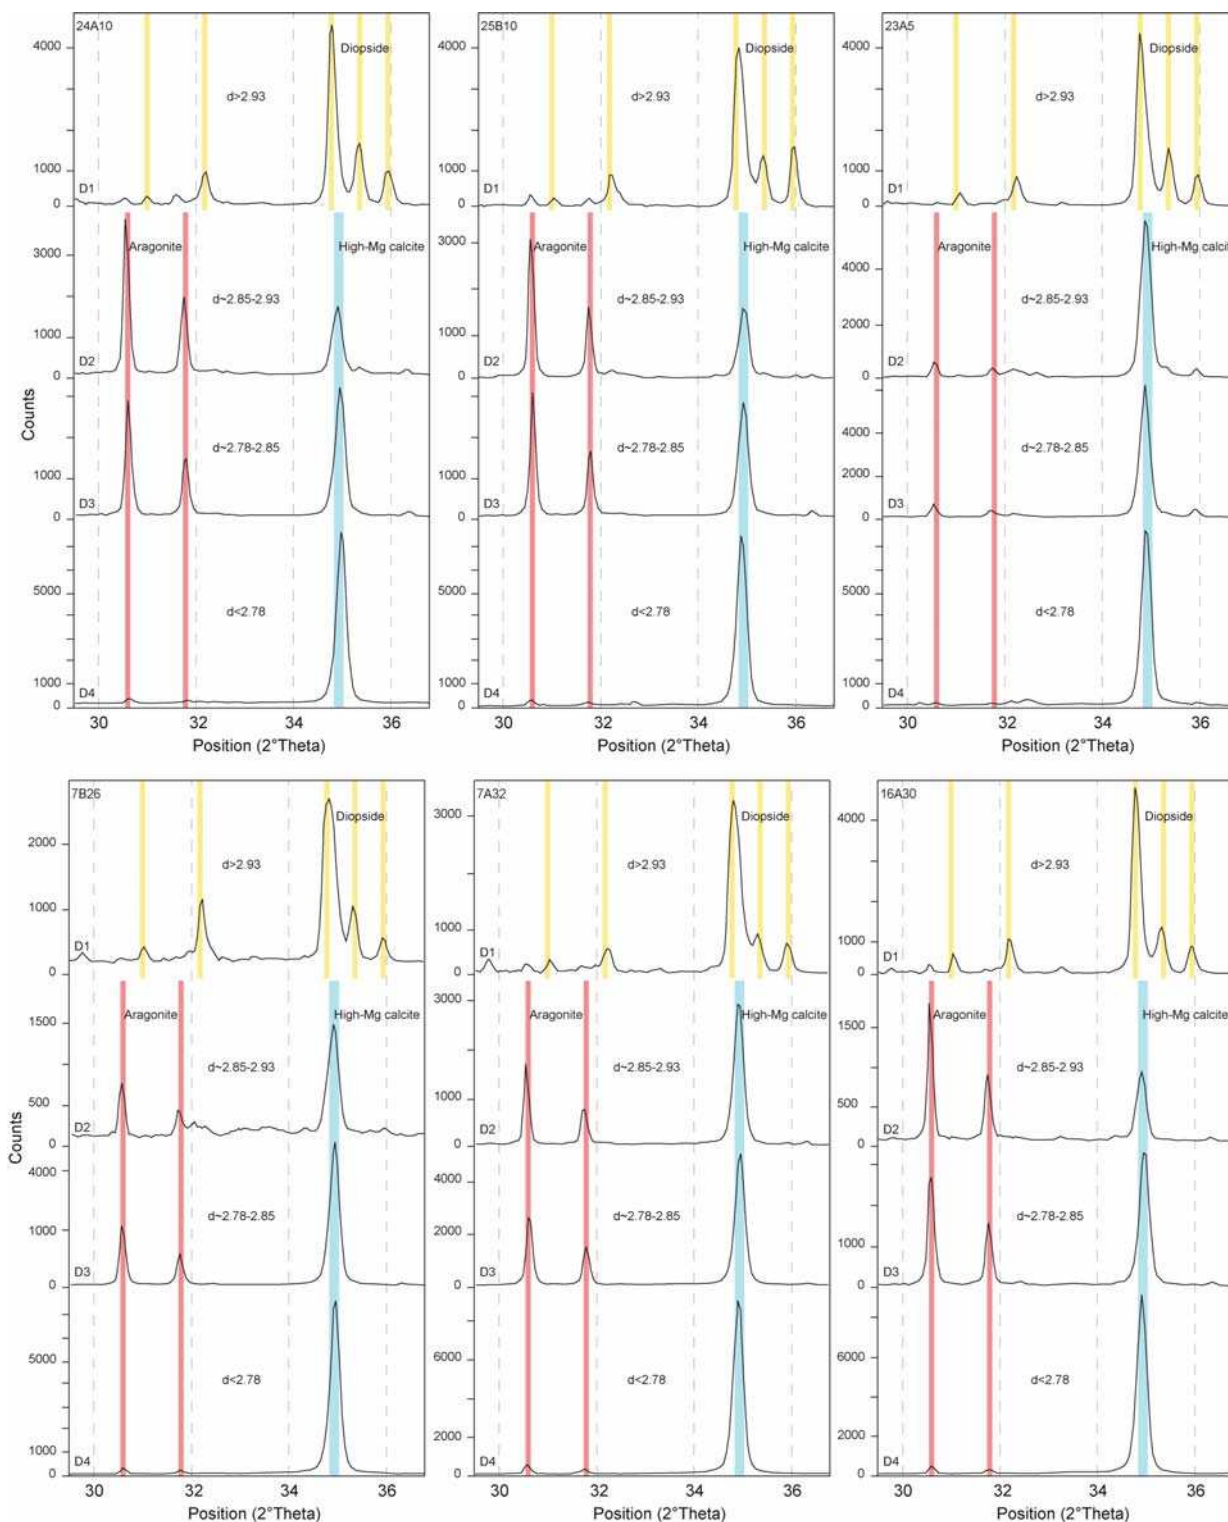 24A10
Diopside
d>2.93
4000
1000
0
D1
Aragonite
High-Mg calcite
d~2.85-2.93
3000
1000
0
D2
d~2.78-2.85
1000
0
D3
d<2.78
5000
1000
0
D4
Counts
30 32 34 36
Position (2°Theta)
25B10
Diopside
d>2.93
4000
1000
0
D1
Aragonite
High-Mg calcite
d~2.85-2.93
3000
1000
0
D2
d~2.78-2.85
1000
0
D3
d<2.78
5000
1000
0
D4
30 32 34 36
Position (2°Theta)
23A5
Diopside
d>2.93
4000
1000
0
D1
Aragonite
High-Mg calcite
d~2.85-2.93
4000
2000
0
D2
d~2.78-2.85
4000
2000
0
D3
d<2.78
5000
1000
0
D4
30 32 34 36
Position (2°Theta)
7B26
Diopside
d>2.93
2000
1000
0
D1
Aragonite
High-Mg calcite
d~2.85-2.93
1500
500
0
D2
d~2.78-2.85
4000
1000
0
D3
d<2.78
5000
1000
0
D4
Counts
30 32 34 36
Position (2°Theta)
7A32
Diopside
d>2.93
3000
1000
0
D1
Aragonite
High-Mg calcite
d~2.85-2.93
3000
1000
0
D2
d~2.78-2.85
4000
2000
0
D3
d<2.78
6000
2000
0
D4
30 32 34 36
Position (2°Theta)
16A30
Diopside
d>2.93
4000
1000
0
D1
Aragonite
High-Mg calcite
d~2.85-2.93
1500
500
0
D2
d~2.78-2.85
1000
0
D3
d<2.78
6000
2000
0
D4
30 32 34 36
Position (2°Theta)